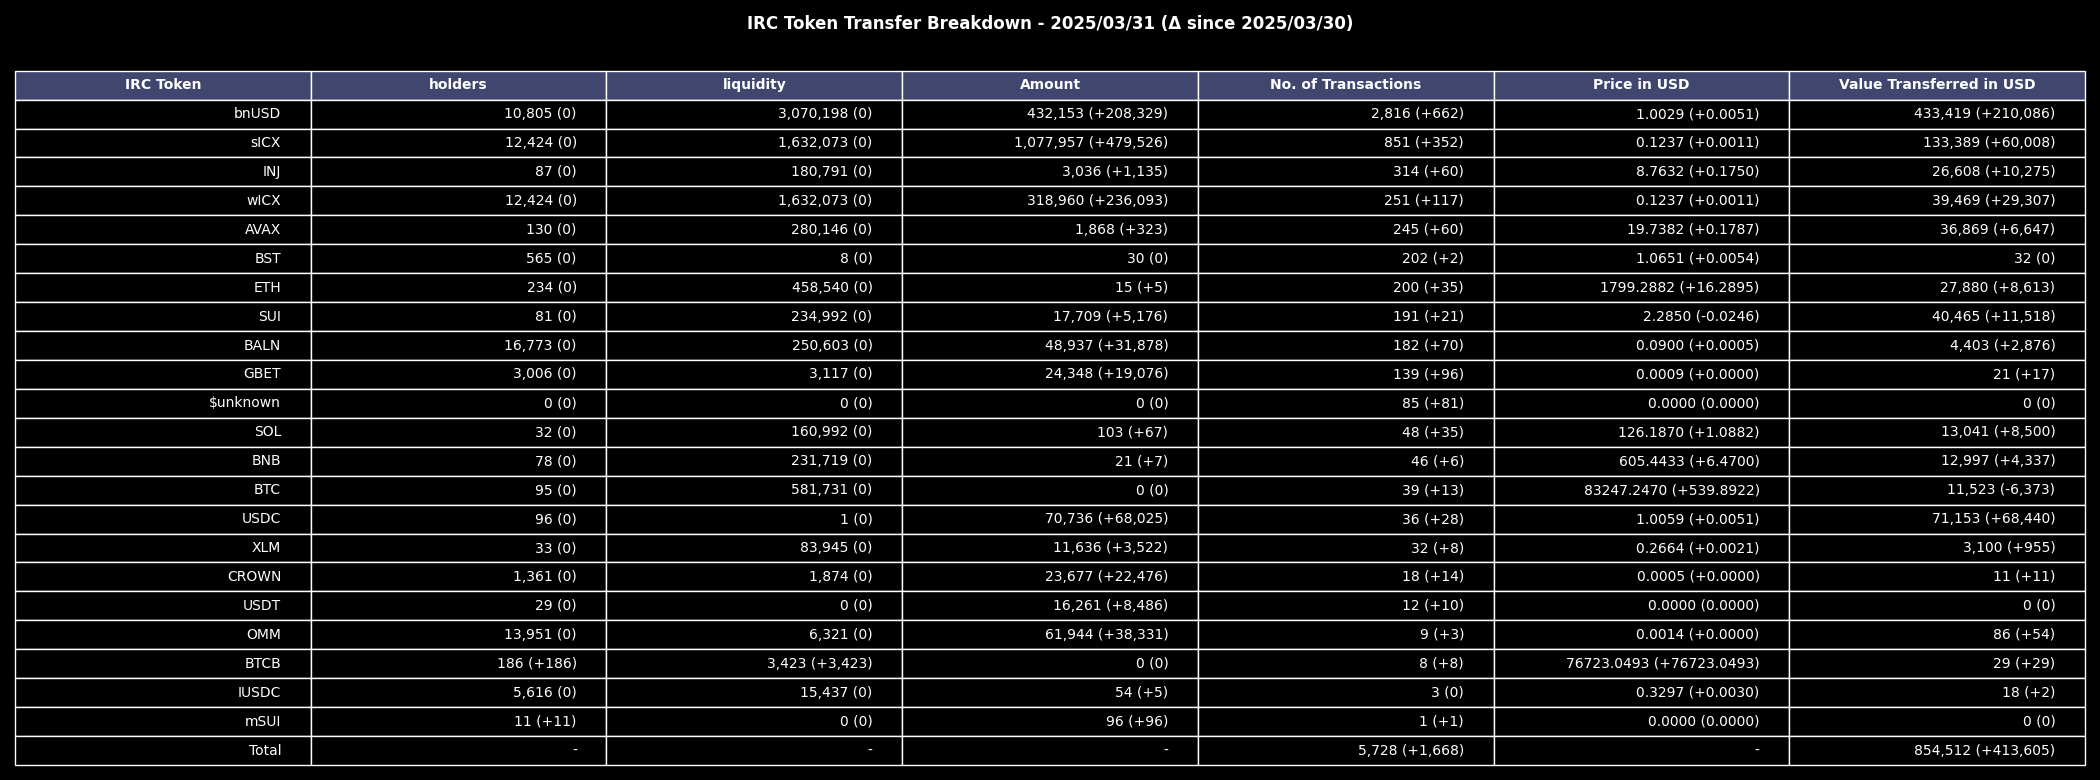 IRC Token Transfer Breakdown - 2025/03/31 (Δ since 2025/03/30)
IRC Token holders liquidity Amount No. of Transactions Price in USD Value Transferred in USD
bnUSD 10,805 (0) 3,070,198 (0) 432,153 (+208,329) 2,816 (+662) 1.0029 (+0.0051) 433,419 (+210,086)
sICX 12,424 (0) 1,632,073 (0) 1,077,957 (+479,526) 851 (+352) 0.1237 (+0.0011) 133,389 (+60,008)
INJ 87 (0) 180,791 (0) 3,036 (+1,135) 314 (+60) 8.7632 (+0.1750) 26,608 (+10,275)
wICX 12,424 (0) 1,632,073 (0) 318,960 (+236,093) 251 (+117) 0.1237 (+0.0011) 39,469 (+29,307)
AVAX 130 (0) 280,146 (0) 1,868 (+323) 245 (+60) 19.7382 (+0.1787) 36,869 (+6,647)
BST 565 (0) 8 (0) 30 (0) 202 (+2) 1.0651 (+0.0054) 32 (0)
ETH 234 (0) 458,540 (0) 15 (+5) 200 (+35) 1799.2882 (+16.2895) 27,880 (+8,613)
SUI 81 (0) 234,992 (0) 17,709 (+5,176) 191 (+21) 2.2850 (-0.0246) 40,465 (+11,518)
BALN 16,773 (0) 250,603 (0) 48,937 (+31,878) 182 (+70) 0.0900 (+0.0005) 4,403 (+2,876)
GBET 3,006 (0) 3,117 (0) 24,348 (+19,076) 139 (+96) 0.0009 (+0.0000) 21 (+17)
$unknown 0 (0) 0 (0) 0 (0) 85 (+81) 0.0000 (0.0000) 0 (0)
SOL 32 (0) 160,992 (0) 103 (+67) 48 (+35) 126.1870 (+1.0882) 13,041 (+8,500)
BNB 78 (0) 231,719 (0) 21 (+7) 46 (+6) 605.4433 (+6.4700) 12,997 (+4,337)
BTC 95 (0) 581,731 (0) 0 (0) 39 (+13) 83247.2470 (+539.8922) 11,523 (-6,373)
USDC 96 (0) 1 (0) 70,736 (+68,025) 36 (+28) 1.0059 (+0.0051) 71,153 (+68,440)
XLM 33 (0) 83,945 (0) 11,636 (+3,522) 32 (+8) 0.2664 (+0.0021) 3,100 (+955)
CROWN 1,361 (0) 1,874 (0) 23,677 (+22,476) 18 (+14) 0.0005 (+0.0000) 11 (+11)
USDT 29 (0) 0 (0) 16,261 (+8,486) 12 (+10) 0.0000 (0.0000) 0 (0)
OMM 13,951 (0) 6,321 (0) 61,944 (+38,331) 9 (+3) 0.0014 (+0.0000) 86 (+54)
BTCB 186 (+186) 3,423 (+3,423) 0 (0) 8 (+8) 76723.0493 (+76723.0493) 29 (+29)
IUSDC 5,616 (0) 15,437 (0) 54 (+5) 3 (0) 0.3297 (+0.0030) 18 (+2)
mSUI 11 (+11) 0 (0) 96 (+96) 1 (+1) 0.0000 (0.0000) 0 (0)
Total - - - 5,728 (+1,668) - 854,512 (+413,605)